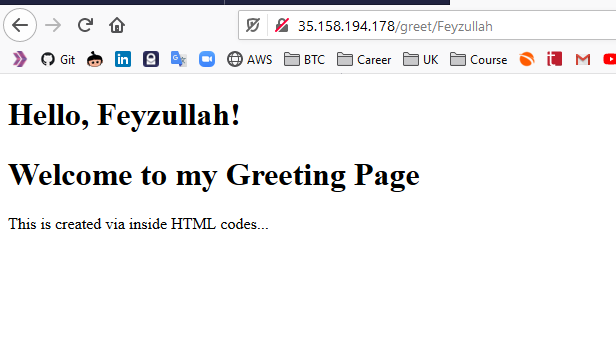 35.158.194.178/greet/Feyzullah
Git AWS BTC Career UK Course
Hello, Feyzullah!
Welcome to my Greeting Page
This is created via inside HTML codes...